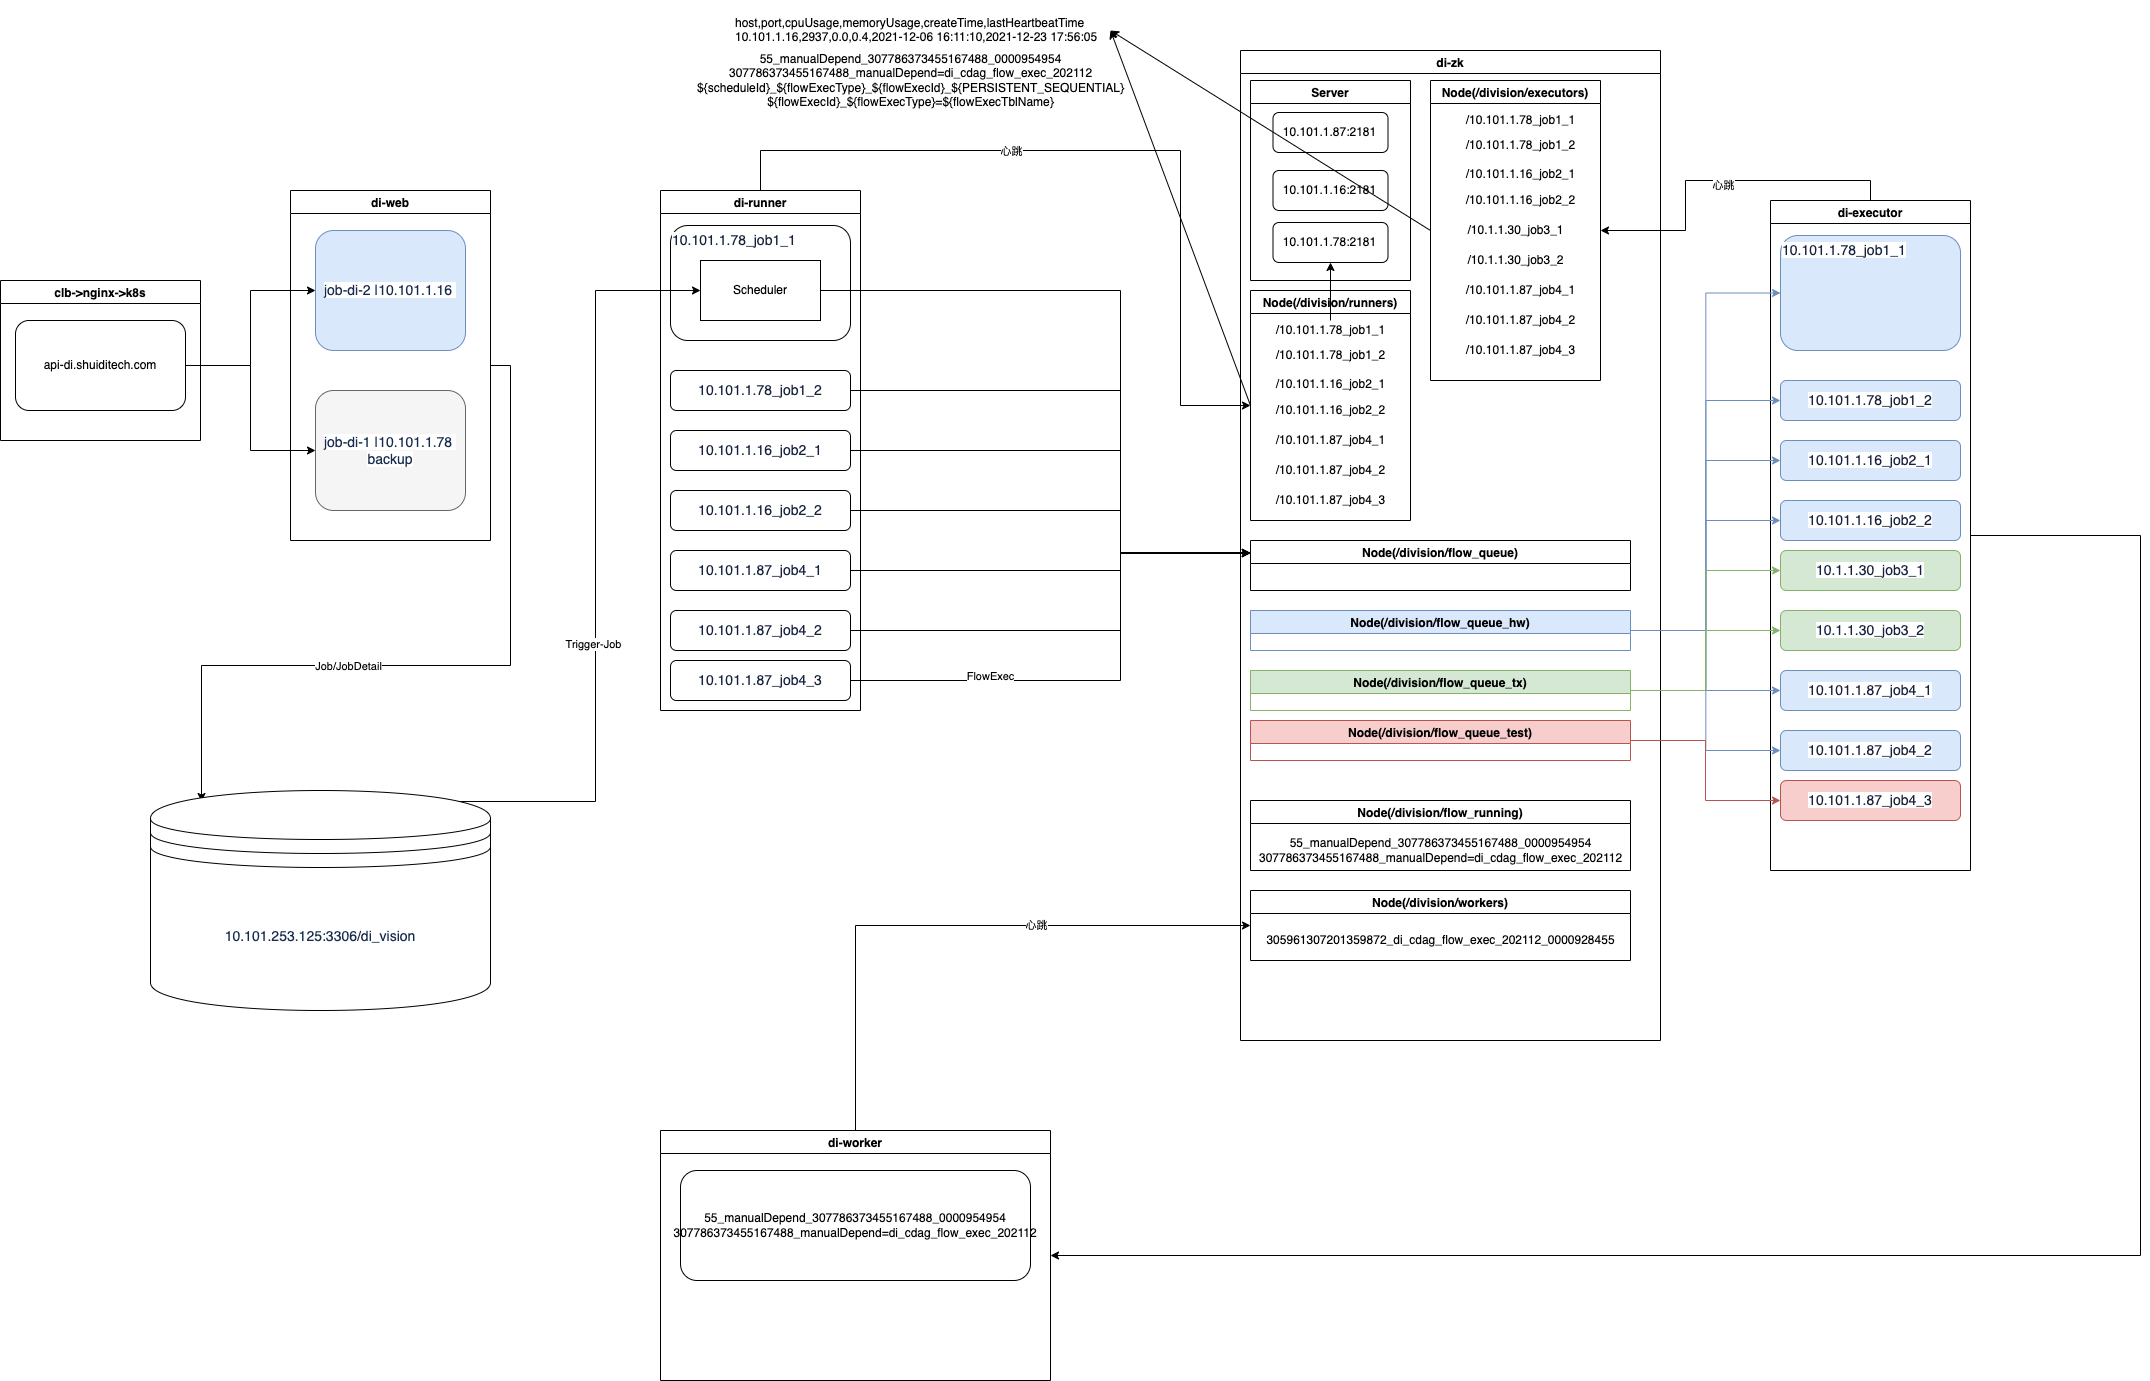 host,port,cpuUsage,memoryUsage,createTime,lastHeartbeatTime
10.101.1.16,2937,0.0,0.4,2021-12-06 16:11:10,2021-12-23 17:56:05
55_manualDepend_307786373455167488_0000954954
307786373455167488_manualDepend=di_cdag_flow_exec_202112
${scheduleId}_${flowExecType}_${flowExecId}_${PERSISTENT_SEQUENTIAL}
${flowExecId}_${flowExecType}=${flowExecTblName}
clb->nginx->k8s
api-di.shuiditech.com
di-web
job-di-2 |10.101.1.16
job-di-1 |10.101.1.78
backup
Job/JobDetail
10.101.253.125:3306/di_vision
Trigger-Job
di-runner
10.101.1.78_job1_1
Scheduler
10.101.1.78_job1_2
10.101.1.16_job2_1
10.101.1.16_job2_2
10.101.1.87_job4_1
10.101.1.87_job4_2
10.101.1.87_job4_3
FlowExec
心跳
di-zk
Server
10.101.1.87:2181
10.101.1.16:2181
10.101.1.78:2181
Node(/division/executors)
/10.101.1.78_job1_1
/10.101.1.78_job1_2
/10.101.1.16_job2_1
/10.101.1.16_job2_2
/10.1.1.30_job3_1
/10.1.1.30_job3_2
/10.101.1.87_job4_1
/10.101.1.87_job4_2
/10.101.1.87_job4_3
Node(/division/runners)
/10.101.1.78_job1_1
/10.101.1.78_job1_2
/10.101.1.16_job2_1
/10.101.1.16_job2_2
/10.101.1.87_job4_1
/10.101.1.87_job4_2
/10.101.1.87_job4_3
Node(/division/flow_queue)
Node(/division/flow_queue_hw)
Node(/division/flow_queue_tx)
Node(/division/flow_queue_test)
Node(/division/flow_running)
55_manualDepend_307786373455167488_0000954954
307786373455167488_manualDepend=di_cdag_flow_exec_202112
Node(/division/workers)
305961307201359872_di_cdag_flow_exec_202112_0000928455
心跳
di-executor
10.101.1.78_job1_1
10.101.1.78_job1_2
10.101.1.16_job2_1
10.101.1.16_job2_2
10.1.1.30_job3_1
10.1.1.30_job3_2
10.101.1.87_job4_1
10.101.1.87_job4_2
10.101.1.87_job4_3
心跳
di-worker
55_manualDepend_307786373455167488_0000954954
307786373455167488_manualDepend=di_cdag_flow_exec_202112